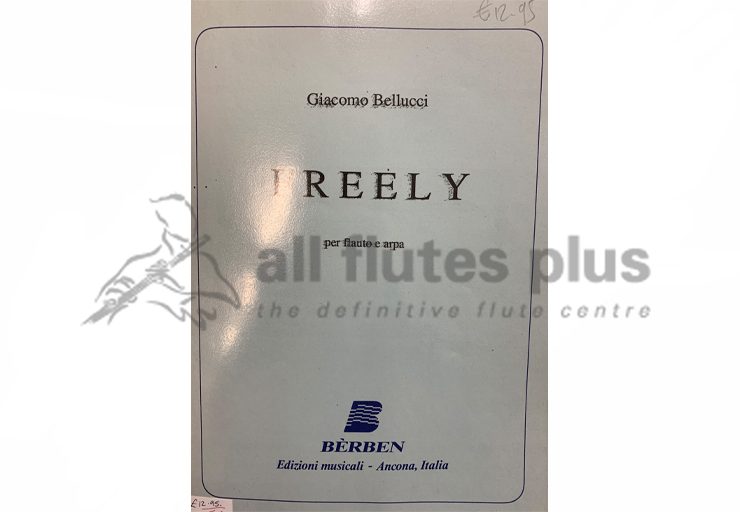 £12.95
Giacomo Bellucci
FREELY
per flauto e arpa
all flutes plus
the definitive flute centre
B
BÈRBEN
Edizioni musicali - Ancona, Italia
£12.95